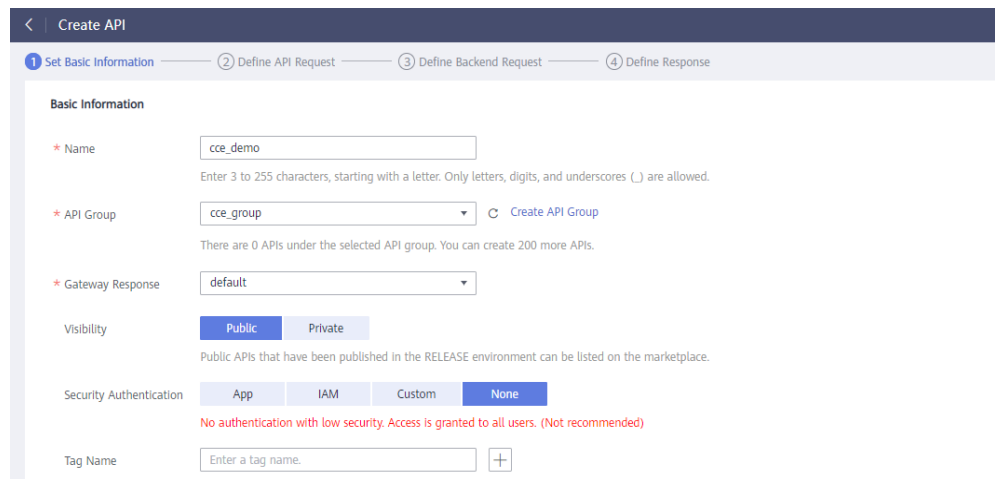 Create API
1 Set Basic Information 2 Define API Request 3 Define Backend Request 4 Define Response
Basic Information
* Name cce_demo
Enter 3 to 255 characters, starting with a letter. Only letters, digits, and underscores (_) are allowed.
* API Group cce_group Create API Group
There are 0 APIs under the selected API group. You can create 200 more APIs.
* Gateway Response default
Visibility Public Private
Public APIs that have been published in the RELEASE environment can be listed on the marketplace.
Security Authentication App IAM Custom None
No authentication with low security. Access is granted to all users. (Not recommended)
Tag Name Enter a tag name.